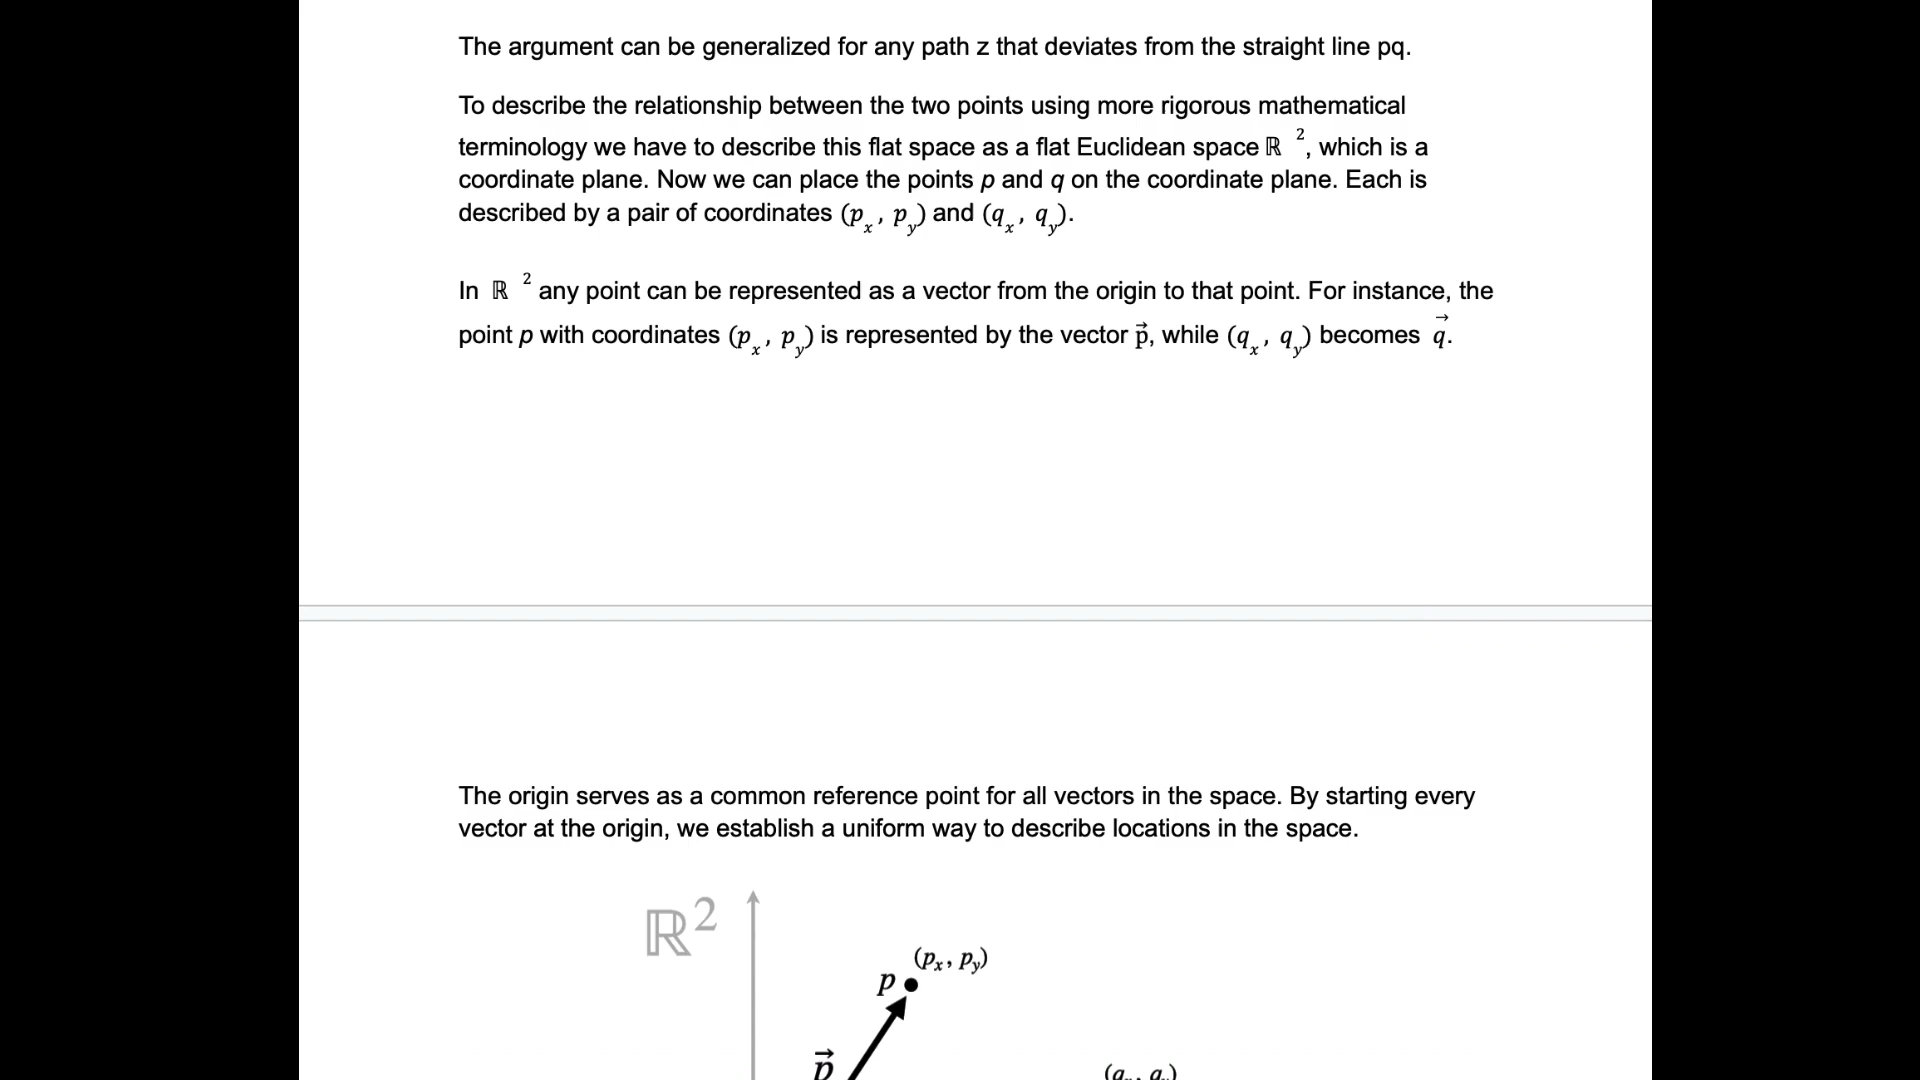 The argument can be generalized for any path z that deviates from the straight line pq.
To describe the relationship between the two points using more rigorous mathematical
terminology we have to describe this flat space as a flat Euclidean space ℝ ², which is a
coordinate plane. Now we can place the points p and q on the coordinate plane. Each is
described by a pair of coordinates (pₓ, p_y) and (qₓ, q_y).
In ℝ ² any point can be represented as a vector from the origin to that point. For instance, the
point p with coordinates (pₓ, p_y) is represented by the vector p⃗, while (qₓ, q_y) becomes q⃗.
The origin serves as a common reference point for all vectors in the space. By starting every
vector at the origin, we establish a uniform way to describe locations in the space.
ℝ²
(pₓ, p_y)
p
p⃗
(qₓ, q_y)